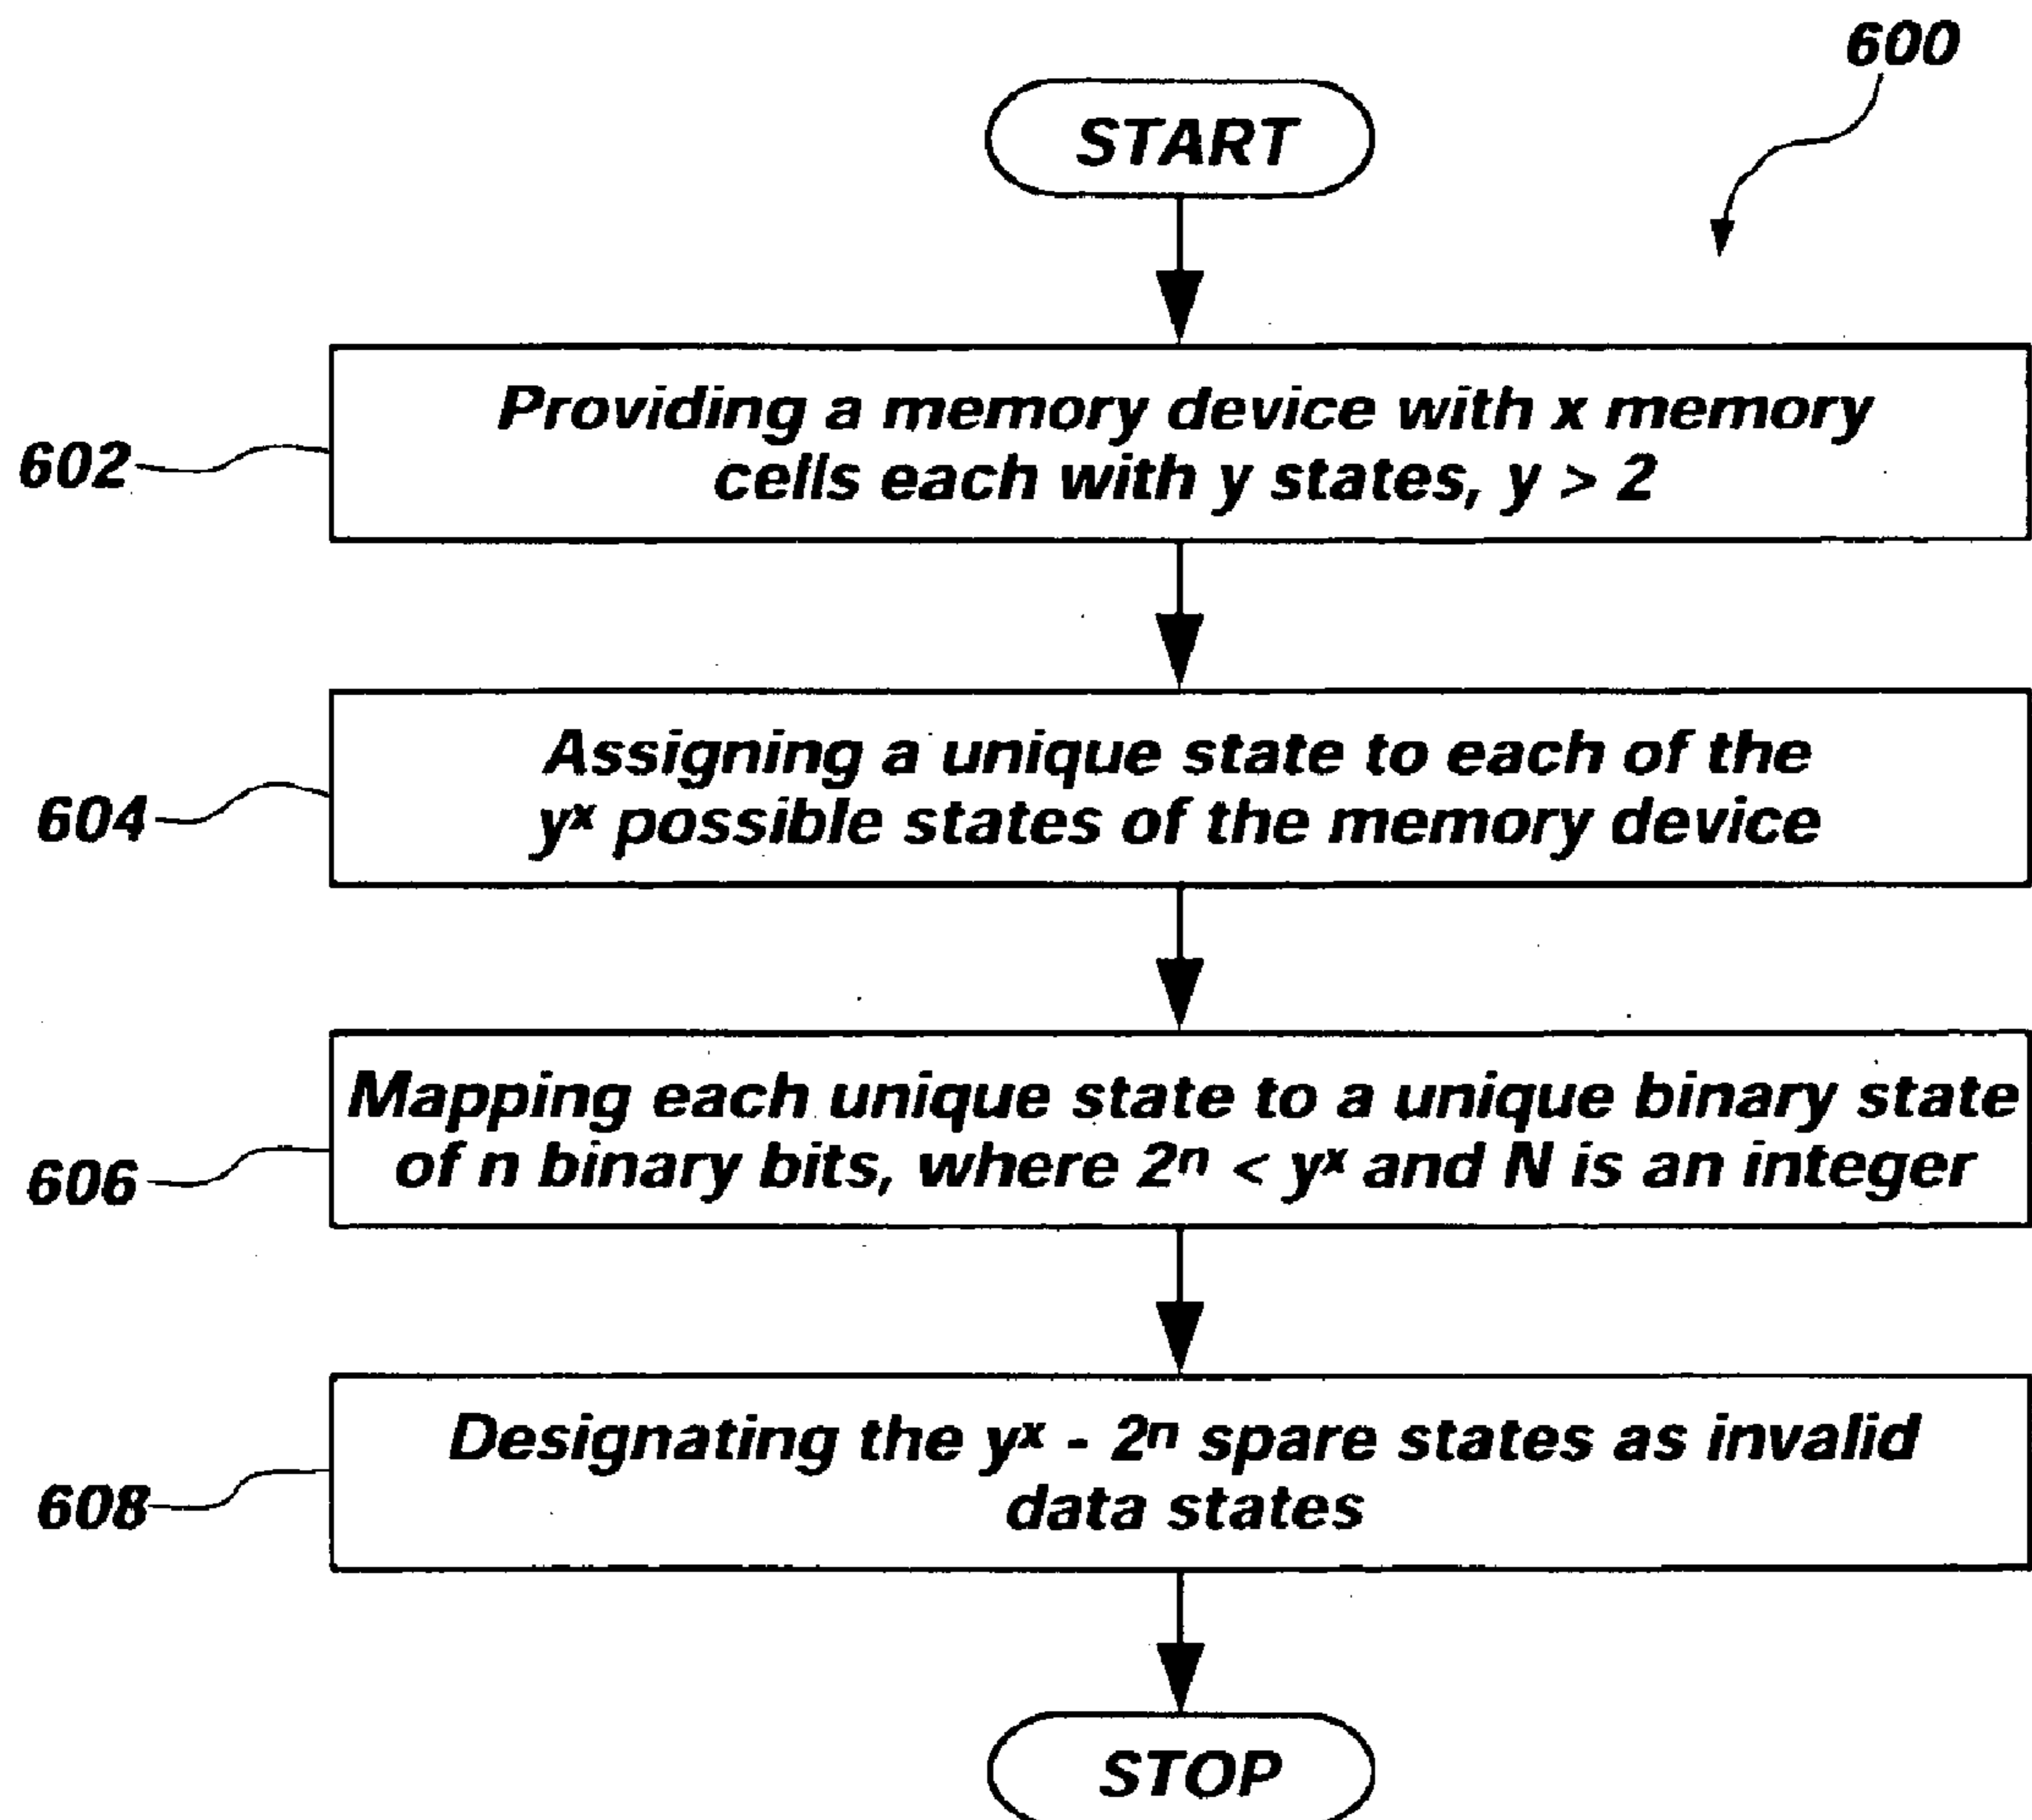 600
START
Providing a memory device with x memory
cells each with y states, y > 2
602
Assigning a unique state to each of the
yˣ possible states of the memory device
604
Mapping each unique state to a unique binary state
of n binary bits, where 2ⁿ < yˣ and N is an integer
606
Designating the yˣ - 2ⁿ spare states as invalid
data states
608
STOP